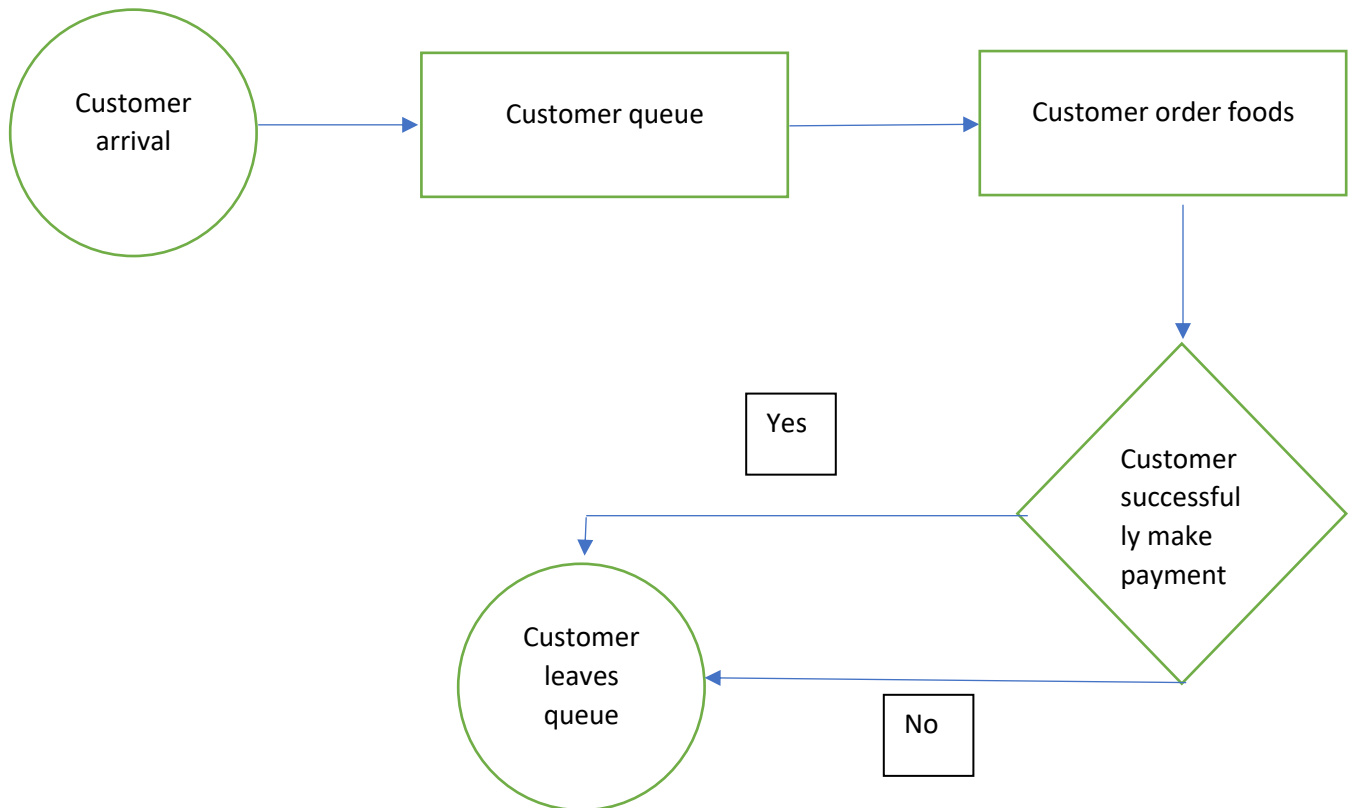 Customer
arrival
Customer queue
Customer order foods
Yes
Customer
successful
ly make
payment
Customer
leaves
queue
No